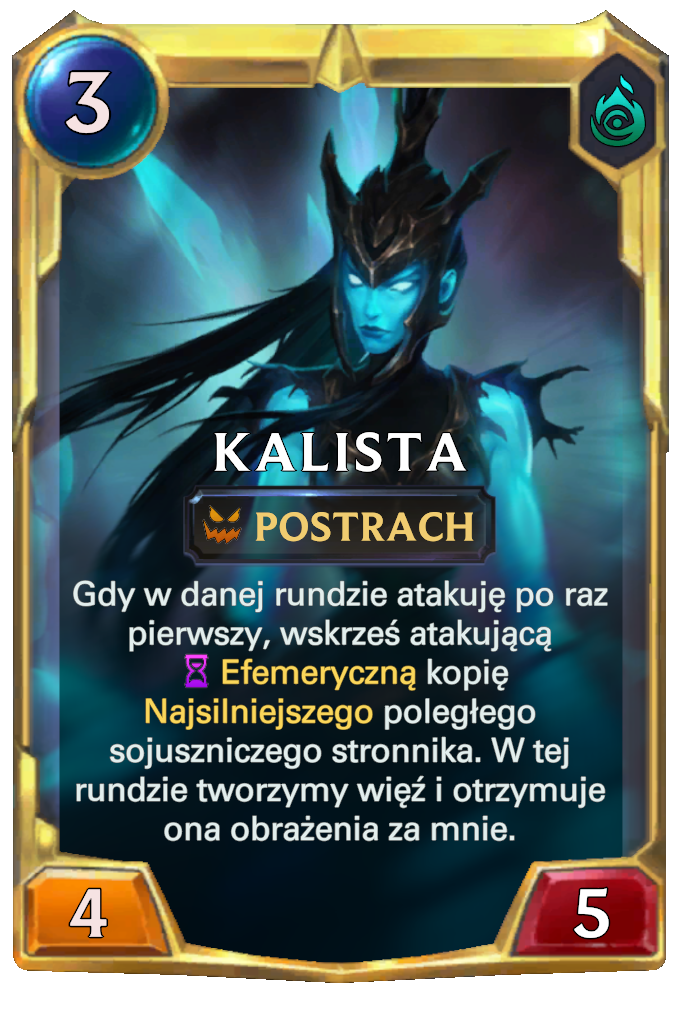 3
KALISTA
POSTRACH
Gdy w danej rundzie atakuję po raz
pierwszy, wskrześ atakującą
Efemeryczną kopię
Najsilniejszego poległego
sojuszniczego stronnika. W tej
rundzie tworzymy więź i otrzymuje
ona obrażenia za mnie.
4
5